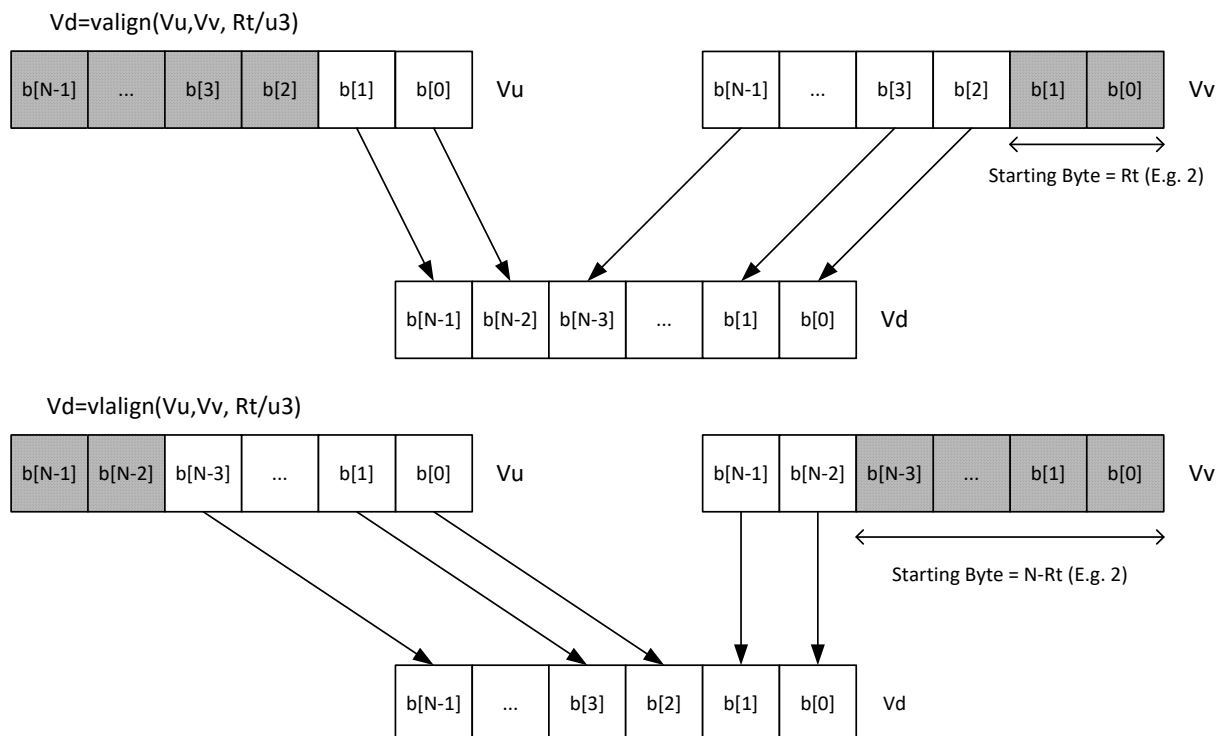 Vd=valign(Vu,Vv, Rt/u3)
b[N-1] ... b[3] b[2] b[1] b[0] Vu b[N-1] ... b[3] b[2] b[1] b[0] Vv
Starting Byte = Rt (E.g. 2)
b[N-1] b[N-2] b[N-3] ... b[1] b[0] Vd
Vd=vlalign(Vu,Vv, Rt/u3)
b[N-1] b[N-2] b[N-3] ... b[1] b[0] Vu b[N-1] b[N-2] b[N-3] ... b[1] b[0] Vv
Starting Byte = N-Rt (E.g. 2)
b[N-1] ... b[3] b[2] b[1] b[0] Vd